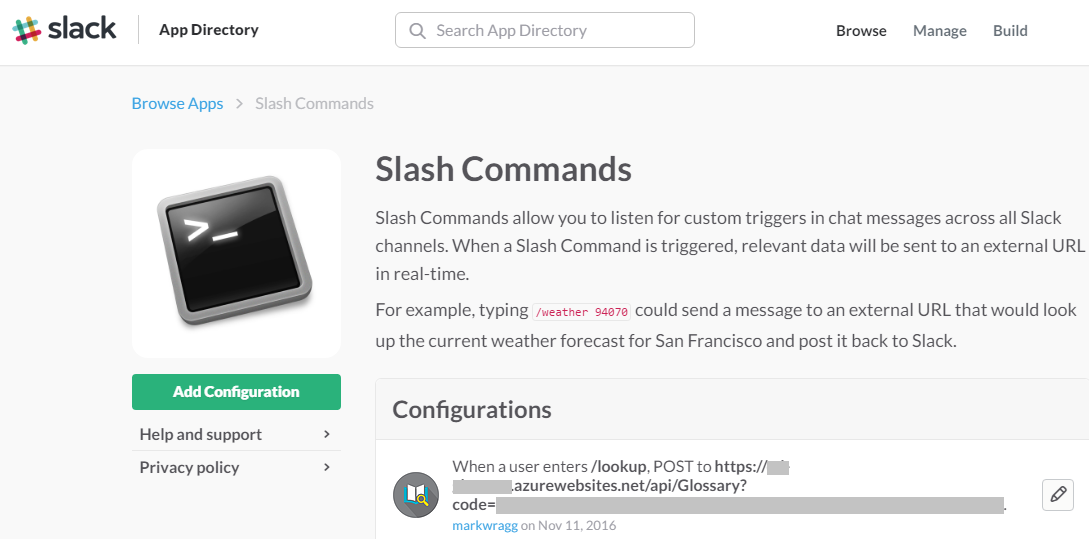 slack
App Directory
Search App Directory
Browse
Manage
Build
Browse Apps > Slash Commands
>_
Add Configuration
Help and support >
Privacy policy >
Slash Commands
Slash Commands allow you to listen for custom triggers in chat messages across all Slack
channels. When a Slash Command is triggered, relevant data will be sent to an external URL
in real-time.
For example, typing /weather 94070 could send a message to an external URL that would look
up the current weather forecast for San Francisco and post it back to Slack.
Configurations
When a user enters /lookup, POST to https://
.azurewebsites.net/api/Glossary?
code= .
markwragg on Nov 11, 2016